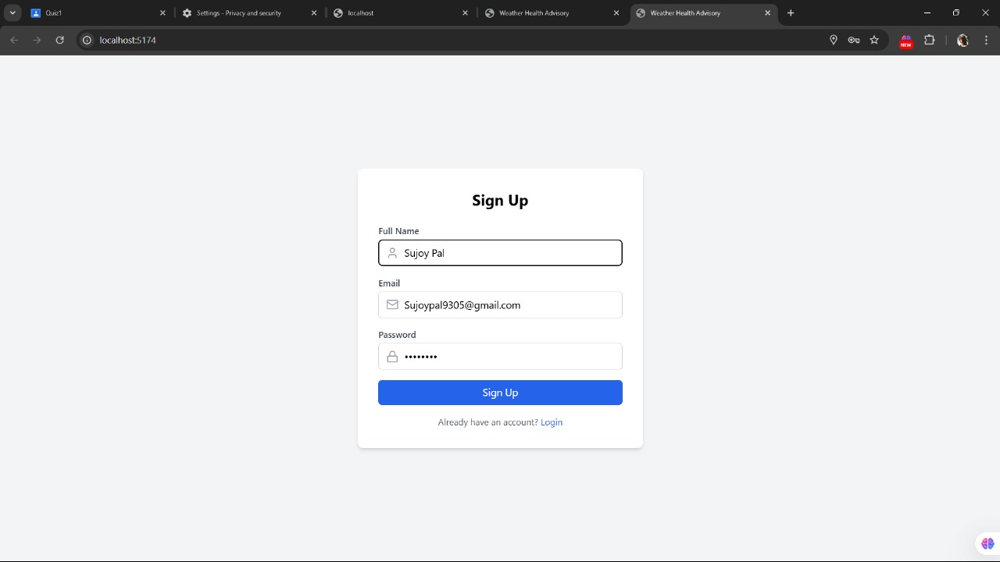 Quiz1
Settings - Privacy and security
localhost
Weather Health Advisory
Weather Health Advisory
localhost:5174
NEW
Sign Up
Full Name
Sujoy Pal
Email
Sujoypal9305@gmail.com
Password
••••••••
Sign Up
Already have an account? Login